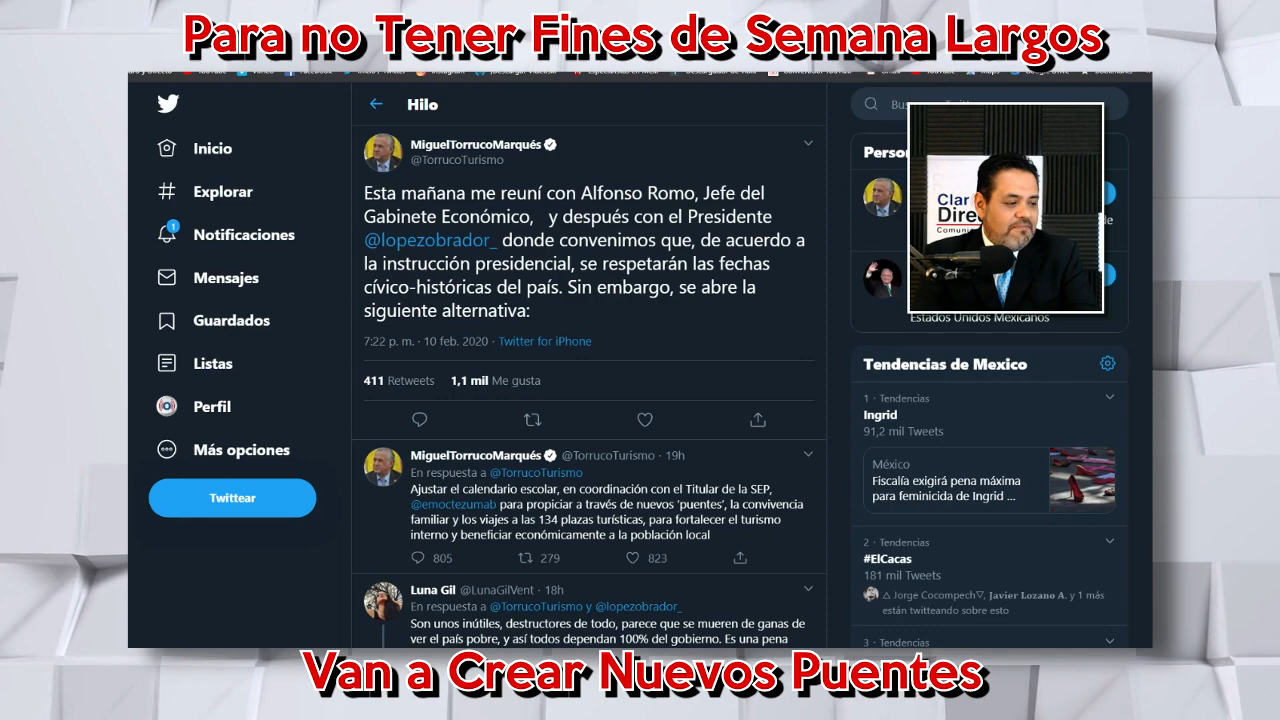 Para no Tener Fines de Semana Largos
Inicio
Explorar
1
Notificaciones
Mensajes
Guardados
Listas
Perfil
Más opciones
Twittear
Hilo
MiguelTorrucoMarqués
@TorrucoTurismo
Esta mañana me reuní con Alfonso Romo, Jefe del
Gabinete Económico, y después con el Presidente
@lopezobrador_ donde convenimos que, de acuerdo a
la instrucción presidencial, se respetarán las fechas
cívico-históricas del país. Sin embargo, se abre la
siguiente alternativa:
7:22 p. m. · 10 feb. 2020 · Twitter for iPhone
411 Retweets 1,1 mil Me gusta
MiguelTorrucoMarqués @TorrucoTurismo · 19h
En respuesta a @TorrucoTurismo
Ajustar el calendario escolar, en coordinación con el Titular de la SEP,
@emoctezumab para propiciar a través de nuevos 'puentes', la convivencia
familiar y los viajes a las 134 plazas turísticas, para fortalecer el turismo
interno y beneficiar económicamente a la población local
805 279 823
Luna Gil @LunaGilVent · 18h
En respuesta a @TorrucoTurismo y @lopezobrador_
Son unos inútiles, destructores de todo, parece que se mueren de ganas de
ver el país pobre, y así todos dependan 100% del gobierno. Es una pena
Bus
Perso
Clar
Dire
Comuni
de
Estados Unidos Mexicanos
Tendencias de Mexico
1 · Tendencias
Ingrid
91,2 mil Tweets
México
Fiscalía exigirá pena máxima
para feminicida de Ingrid ...
2 · Tendencias
#ElCacas
181 mil Tweets
△ Jorge Cocompech▽, Javier Lozano A. y 1 más
están twitteando sobre esto
3 · Tendencias
Van a Crear Nuevos Puentes